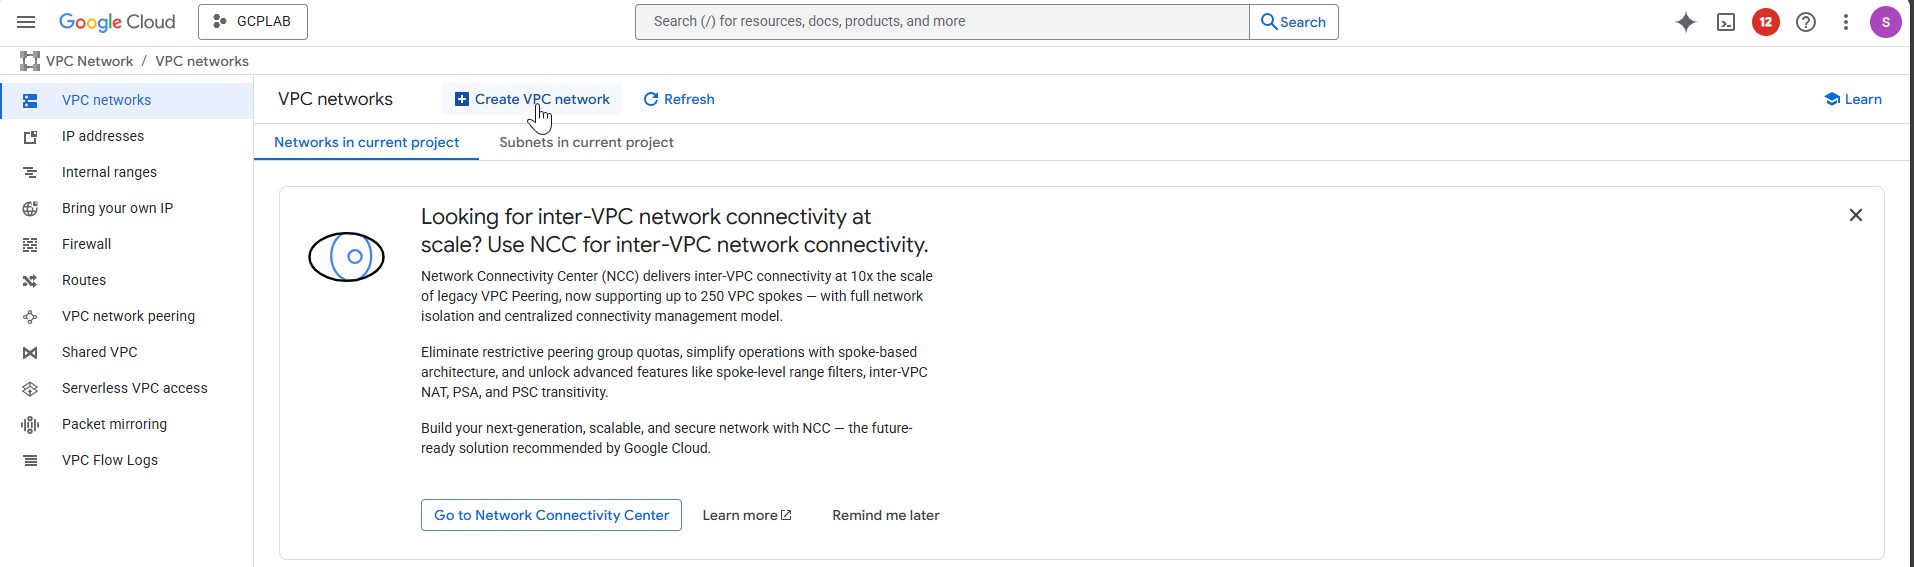 Google Cloud
GCPLAB
Search (/) for resources, docs, products, and more
Search
12
S
VPC Network / VPC networks
VPC networks
IP addresses
Internal ranges
Bring your own IP
Firewall
Routes
VPC network peering
Shared VPC
Serverless VPC access
Packet mirroring
VPC Flow Logs
VPC networks
Create VPC network
Refresh
Learn
Networks in current project
Subnets in current project
Looking for inter-VPC network connectivity at
scale? Use NCC for inter-VPC network connectivity.
Network Connectivity Center (NCC) delivers inter-VPC connectivity at 10x the scale
of legacy VPC Peering, now supporting up to 250 VPC spokes — with full network
isolation and centralized connectivity management model.
Eliminate restrictive peering group quotas, simplify operations with spoke-based
architecture, and unlock advanced features like spoke-level range filters, inter-VPC
NAT, PSA, and PSC transitivity.
Build your next-generation, scalable, and secure network with NCC — the future-
ready solution recommended by Google Cloud.
Go to Network Connectivity Center
Learn more
Remind me later